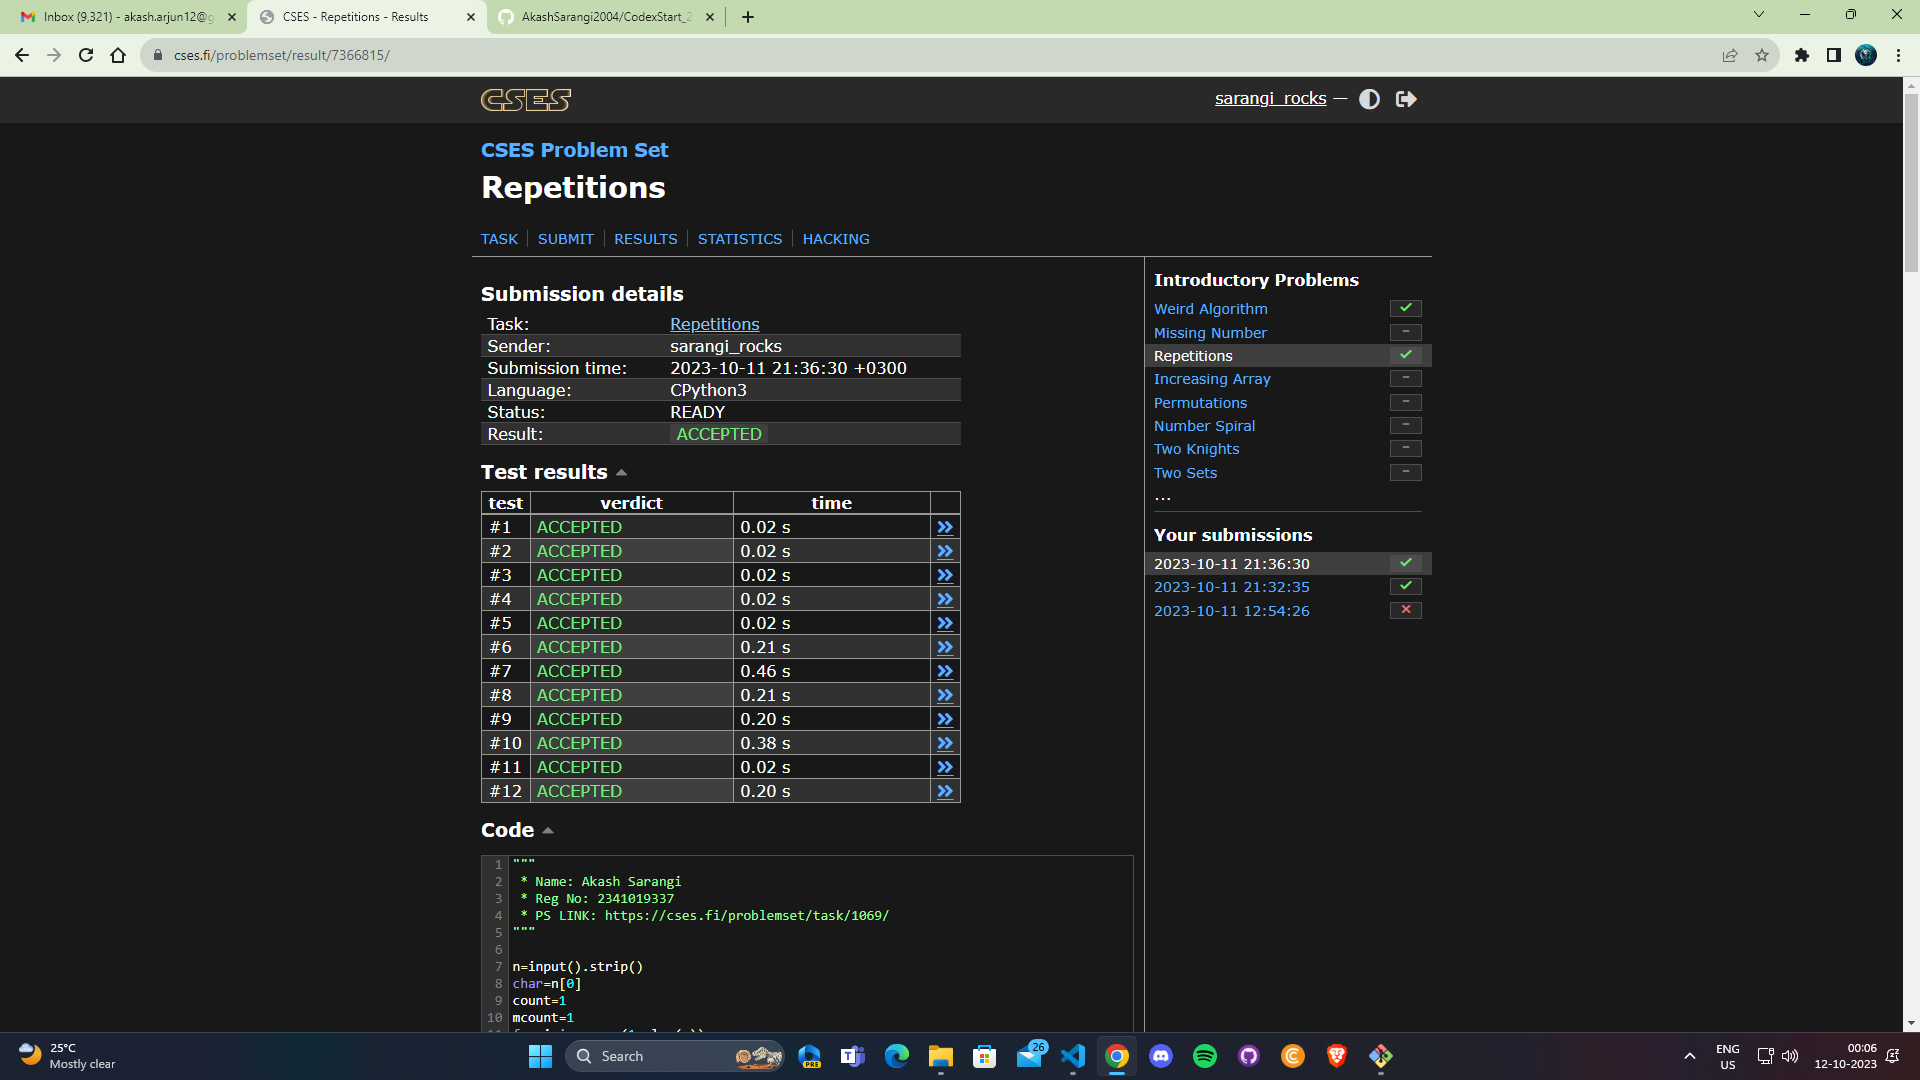 Inbox (9,321) - akash.arjun12@g
CSES - Repetitions - Results
AkashSarangi2004/CodexStart_2
cses.fi/problemset/result/7366815/
CSES
sarangi_rocks —
CSES Problem Set
Repetitions
TASK SUBMIT RESULTS STATISTICS HACKING
Submission details
Task: Repetitions
Sender: sarangi_rocks
Submission time: 2023-10-11 21:36:30 +0300
Language: CPython3
Status: READY
Result: ACCEPTED
Test results
test verdict time
#1 ACCEPTED 0.02 s
#2 ACCEPTED 0.02 s
#3 ACCEPTED 0.02 s
#4 ACCEPTED 0.02 s
#5 ACCEPTED 0.02 s
#6 ACCEPTED 0.21 s
#7 ACCEPTED 0.46 s
#8 ACCEPTED 0.21 s
#9 ACCEPTED 0.20 s
#10 ACCEPTED 0.38 s
#11 ACCEPTED 0.02 s
#12 ACCEPTED 0.20 s
Code
1 """
2 * Name: Akash Sarangi
3 * Reg No: 2341019337
4 * PS LINK: https://cses.fi/problemset/task/1069/
5 """
6
7 n=input().strip()
8 char=n[0]
9 count=1
10 mcount=1
Introductory Problems
Weird Algorithm
Missing Number
Repetitions
Increasing Array
Permutations
Number Spiral
Two Knights
Two Sets
...
Your submissions
2023-10-11 21:36:30
2023-10-11 21:32:35
2023-10-11 12:54:26
25°C
Mostly clear
Search
PRE
26
ENG
US
00:06
12-10-2023